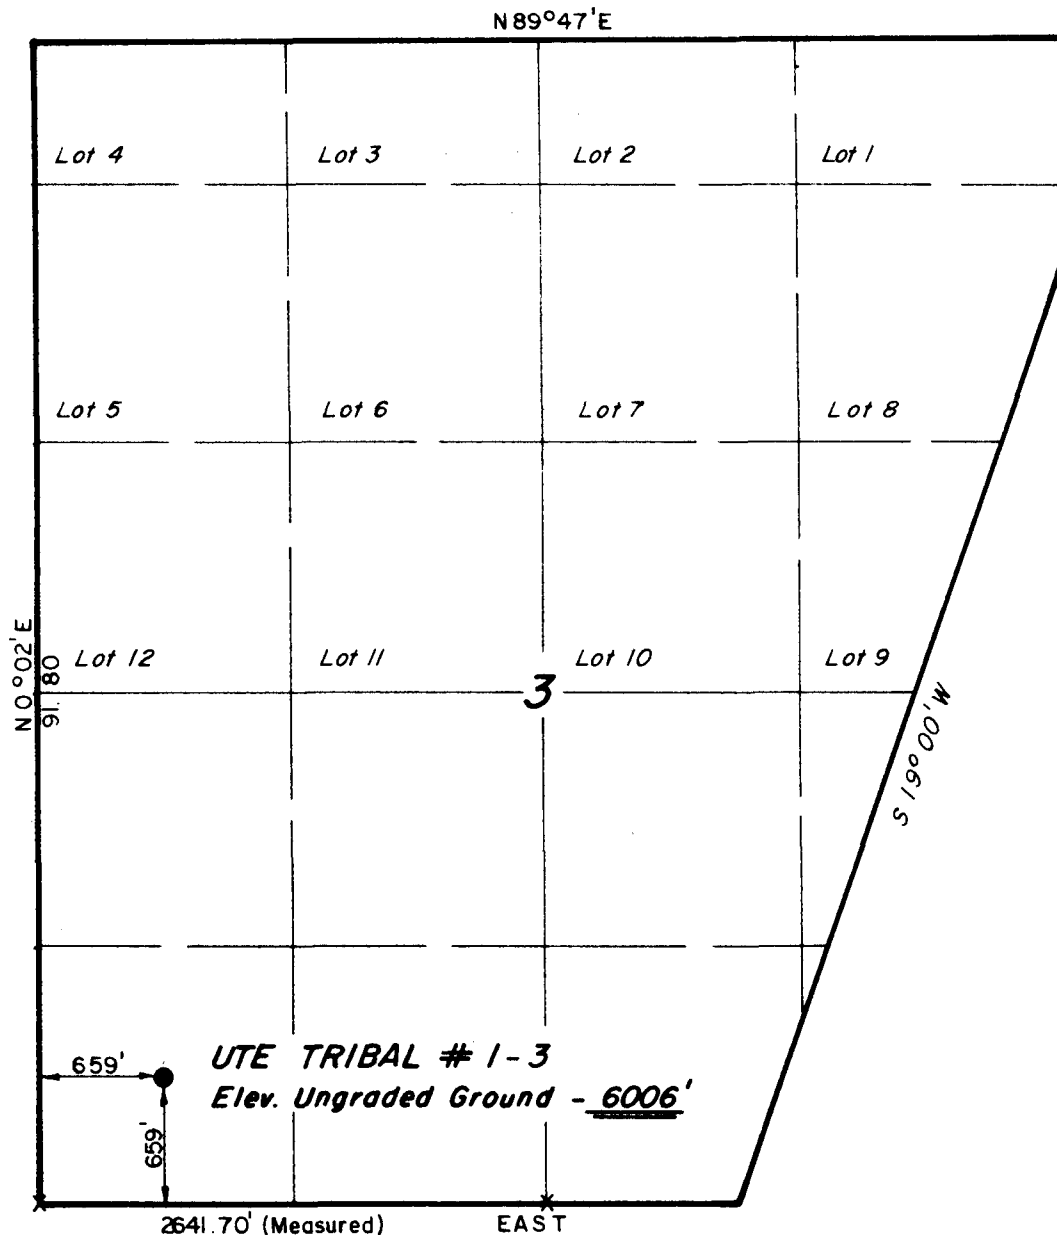 N89°47'E
Lot 4 Lot 3 Lot 2 Lot 1
Lot 5 Lot 6 Lot 7 Lot 8
N0°02'E
91.80
Lot 12 Lot 11 Lot 10 Lot 9
3
S 19° 00' W
UTE TRIBAL # 1-3
Elev. Ungraded Ground - 6006'
659'
659'
2641.70' (Measured) EAST